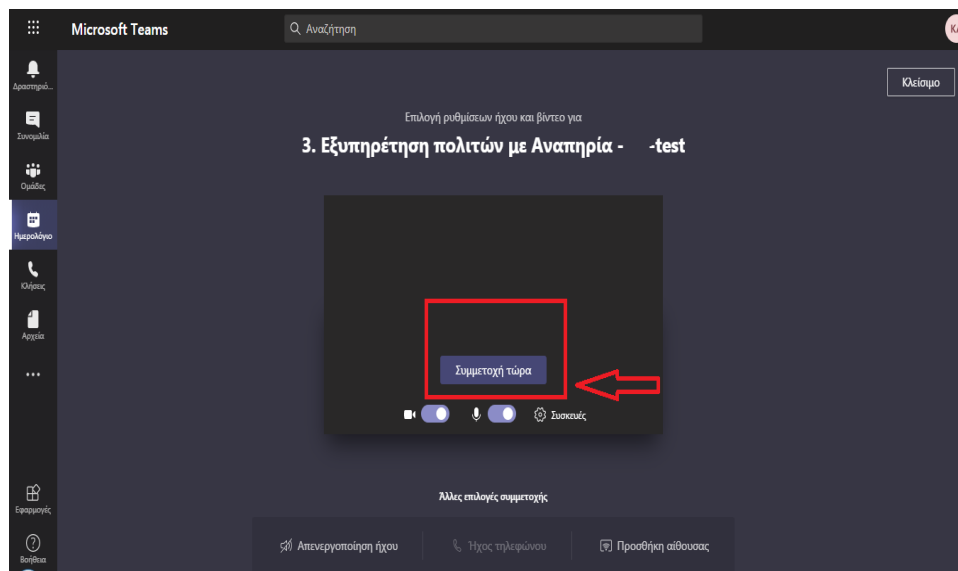 Microsoft Teams
Αναζήτηση
Δραστηριό...
Συνομιλία
Ομάδες
Ημερολόγιο
Κλήσεις
Αρχεία
Εφαρμογές
Βοήθεια
Κλείσιμο
Επιλογή ρυθμίσεων ήχου και βίντεο για
3. Εξυπηρέτηση πολιτών με Αναπηρία - -test
Συμμετοχή τώρα
Συσκευές
Άλλες επιλογές συμμετοχής
Απενεργοποίηση ήχου
Ήχος τηλεφώνου
Προσθήκη αίθουσας